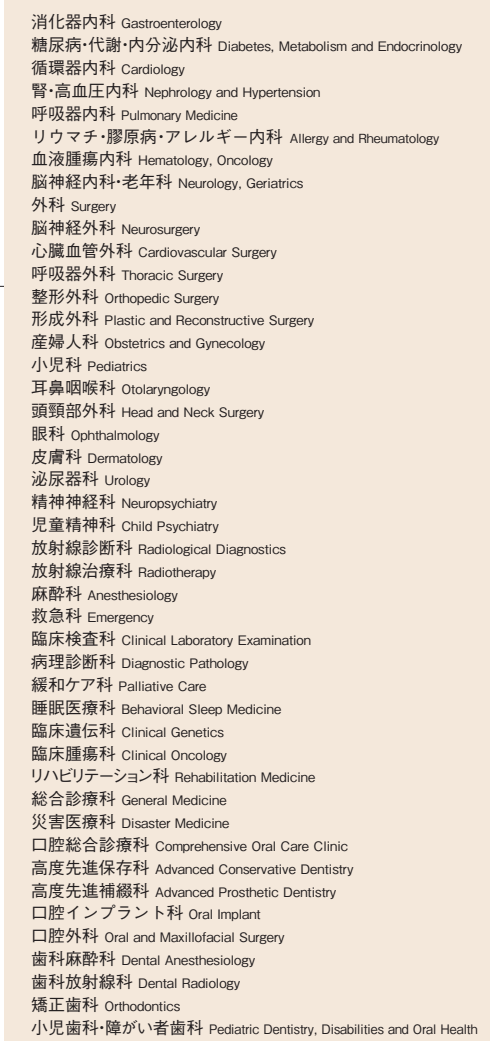 消化器内科 Gastroenterology
糖尿病・代謝・内分泌内科 Diabetes, Metabolism and Endocrinology
循環器内科 Cardiology
腎・高血圧内科 Nephrology and Hypertension
呼吸器内科 Pulmonary Medicine
リウマチ・膠原病・アレルギー内科 Allergy and Rheumatology
血液腫瘍内科 Hematology, Oncology
脳神経内科・老年科 Neurology, Geriatrics
外科 Surgery
脳神経外科 Neurosurgery
心臓血管外科 Cardiovascular Surgery
呼吸器外科 Thoracic Surgery
整形外科 Orthopedic Surgery
形成外科 Plastic and Reconstructive Surgery
産婦人科 Obstetrics and Gynecology
小児科 Pediatrics
耳鼻咽喉科 Otolaryngology
頭頸部外科 Head and Neck Surgery
眼科 Ophthalmology
皮膚科 Dermatology
泌尿器科 Urology
精神神経科 Neuropsychiatry
児童精神科 Child Psychiatry
放射線診断科 Radiological Diagnostics
放射線治療科 Radiotherapy
麻酔科 Anesthesiology
救急科 Emergency
臨床検査科 Clinical Laboratory Examination
病理診断科 Diagnostic Pathology
緩和ケア科 Palliative Care
睡眠医療科 Behavioral Sleep Medicine
臨床遺伝科 Clinical Genetics
臨床腫瘍科 Clinical Oncology
リハビリテーション科 Rehabilitation Medicine
総合診療科 General Medicine
災害医療科 Disaster Medicine
口腔総合診療科 Comprehensive Oral Care Clinic
高度先進保存科 Advanced Conservative Dentistry
高度先進補綴科 Advanced Prosthetic Dentistry
口腔インプラント科 Oral Implant
口腔外科 Oral and Maxillofacial Surgery
歯科麻酔科 Dental Anesthesiology
歯科放射線科 Dental Radiology
矯正歯科 Orthodontics
小児歯科・障がい者歯科 Pediatric Dentistry, Disabilities and Oral Health